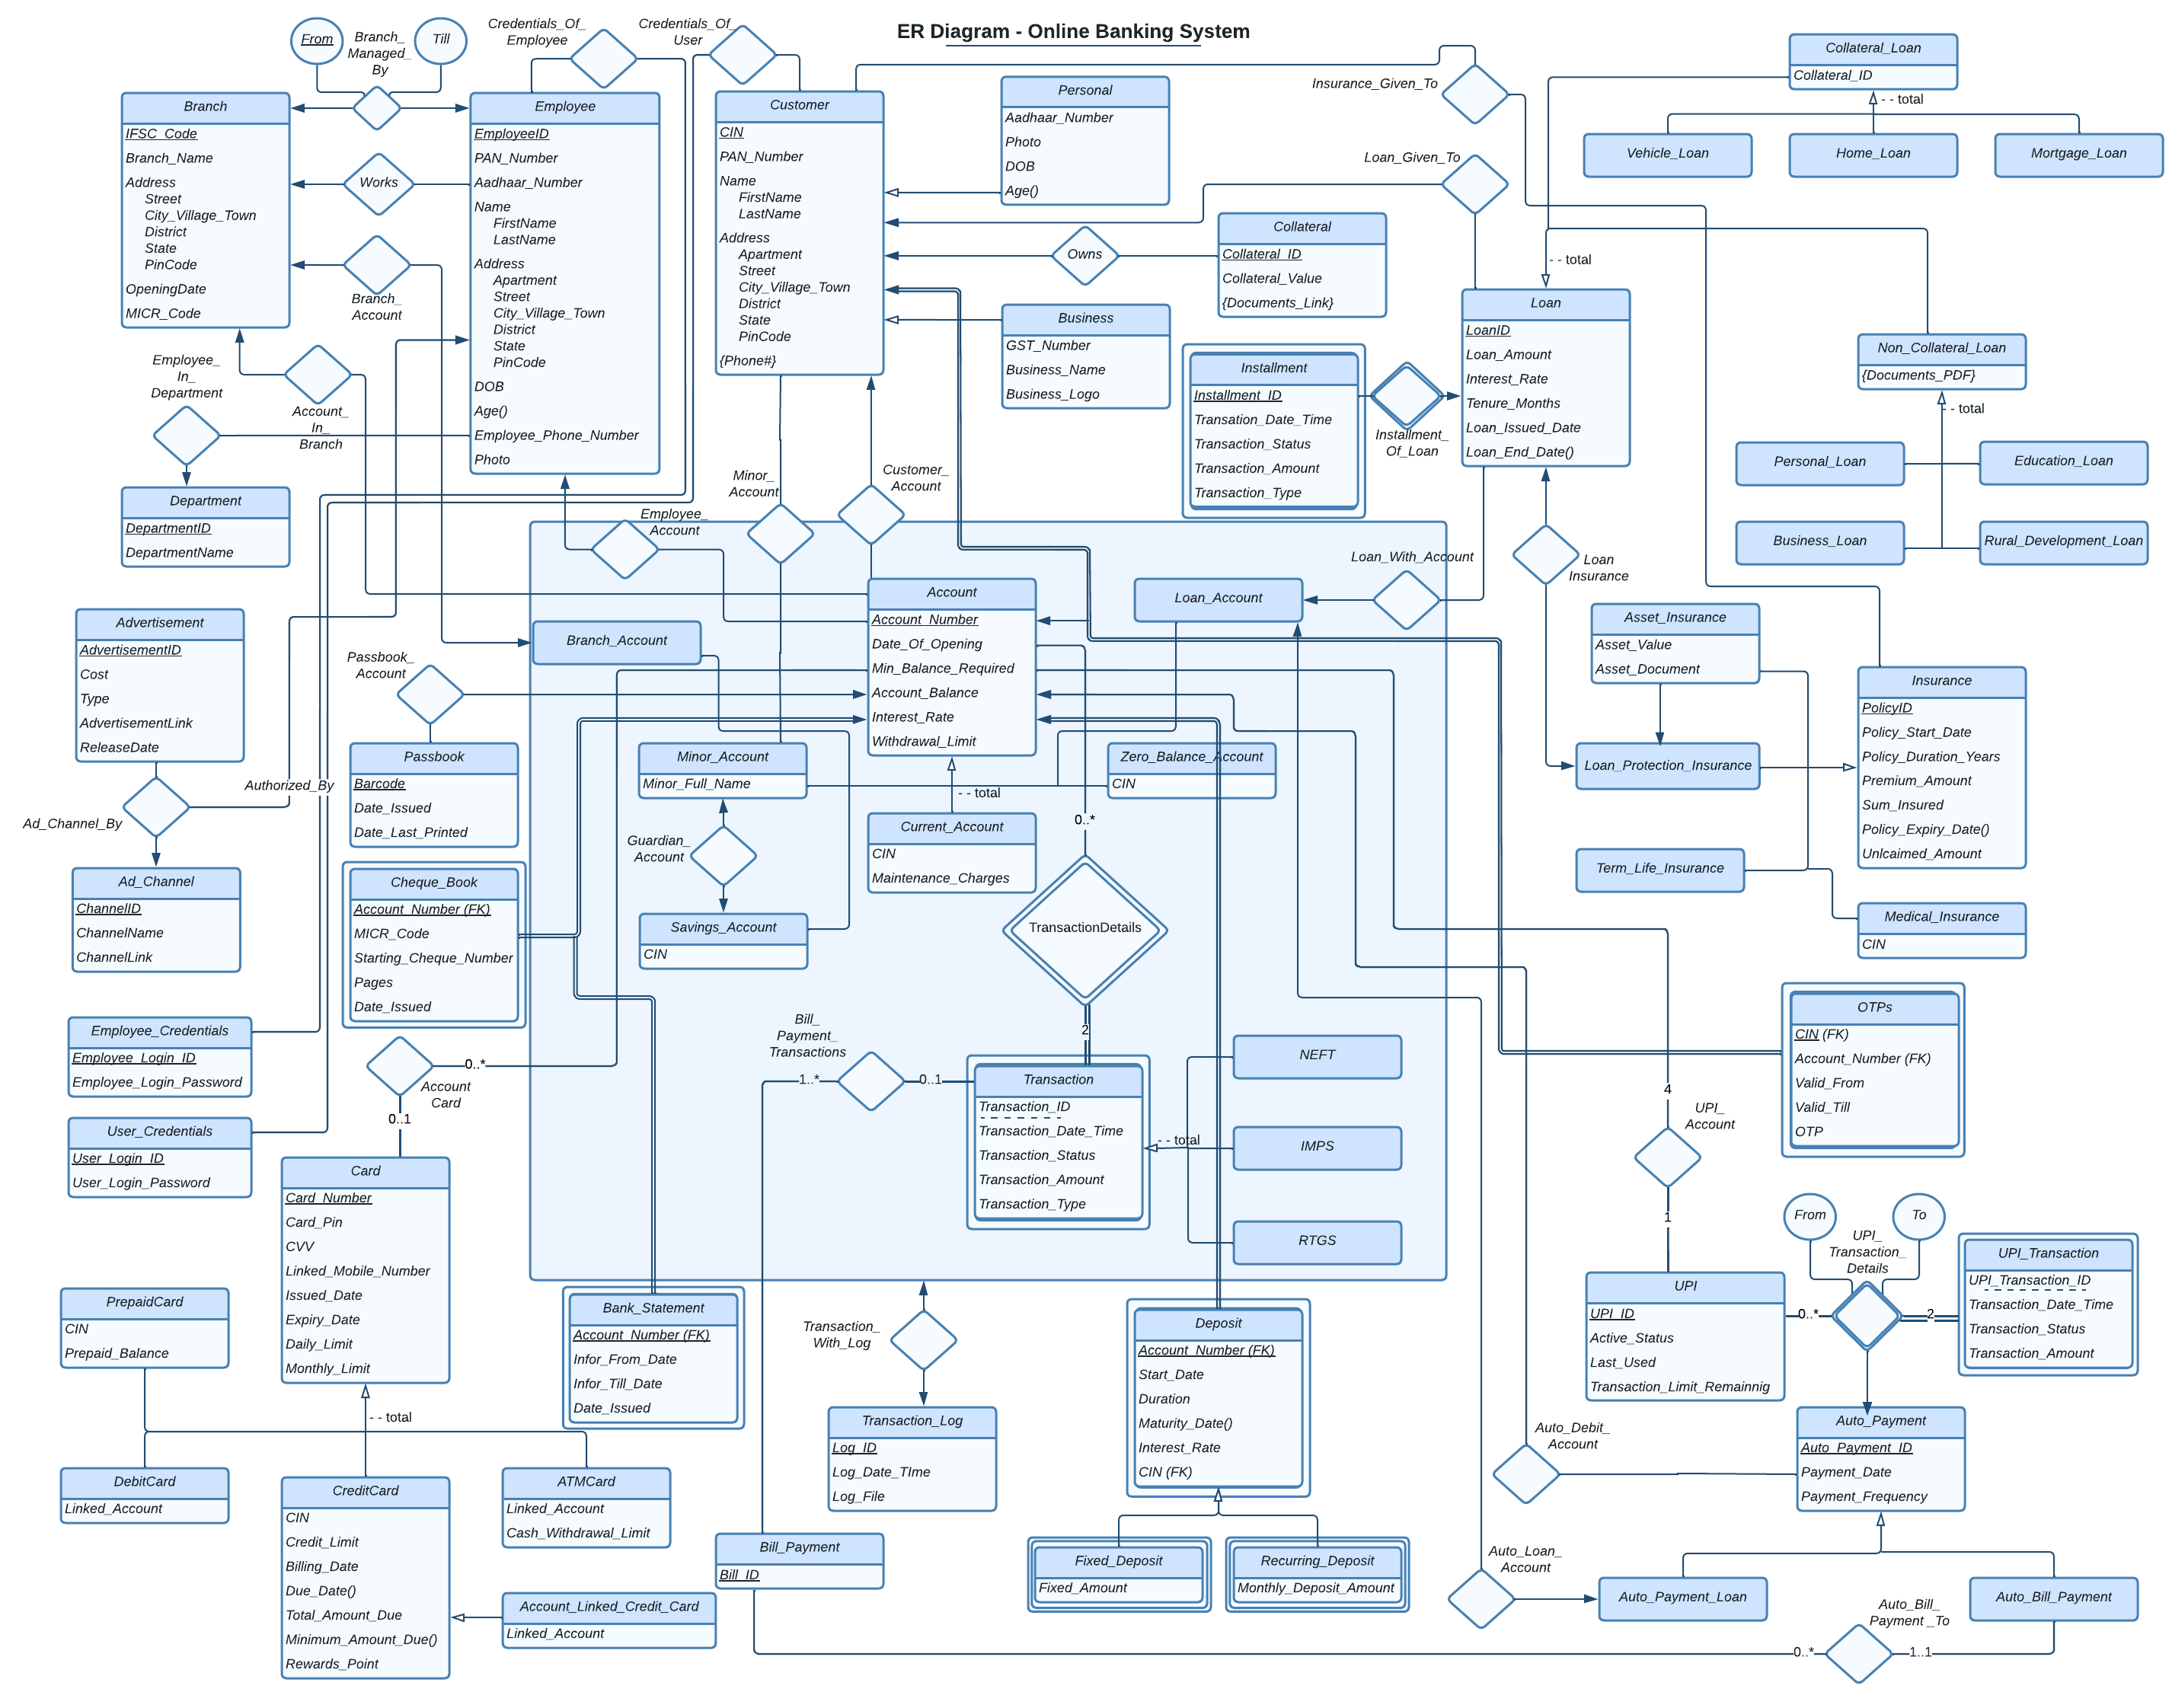 ER Diagram - Online Banking System
From
Branch_
Managed_
By
Till
Credentials_Of_
Employee
Credentials_Of_
User
Branch
IFSC_Code
Branch_Name
Address
Street
City_Village_Town
District
State
PinCode
OpeningDate
MICR_Code
Works
Branch_
Account
Employee
EmployeeID
PAN_Number
Aadhaar_Number
Name
FirstName
LastName
Address
Apartment
Street
City_Village_Town
District
State
PinCode
DOB
Age()
Employee_Phone_Number
Photo
Customer
CIN
PAN_Number
Name
FirstName
LastName
Address
Apartment
Street
City_Village_Town
District
State
PinCode
{Phone#}
Personal
Aadhaar_Number
Photo
DOB
Age()
Insurance_Given_To
Loan_Given_To
Collateral_Loan
Collateral_ID
- - total
Vehicle_Loan
Home_Loan
Mortgage_Loan
Owns
Collateral
Collateral_ID
Collateral_Value
{Documents_Link}
- - total
Business
GST_Number
Business_Name
Business_Logo
Installment
Installment_ID
Transation_Date_Time
Transaction_Status
Transaction_Amount
Transaction_Type
Installment_
Of_Loan
Loan
LoanID
Loan_Amount
Interest_Rate
Tenure_Months
Loan_Issued_Date
Loan_End_Date()
Non_Collateral_Loan
{Documents_PDF}
- - total
Personal_Loan
Education_Loan
Business_Loan
Rural_Development_Loan
Employee_
In_
Department
Account_
In_
Branch
Department
DepartmentID
DepartmentName
Minor_
Account
Customer_
Account
Employee_
Account
Loan_With_Account
Loan
Insurance
Account
Account_Number
Date_Of_Opening
Min_Balance_Required
Account_Balance
Interest_Rate
Withdrawal_Limit
Loan_Account
Branch_Account
Advertisement
AdvertisementID
Cost
Type
AdvertisementLink
ReleaseDate
Passbook_
Account
Passbook
Barcode
Date_Issued
Date_Last_Printed
Authorized_By
Ad_Channel_By
Ad_Channel
ChannelID
ChannelName
ChannelLink
Minor_Account
Minor_Full_Name
Zero_Balance_Account
CIN
- - total
Current_Account
CIN
Maintenance_Charges
Guardian_
Account
Savings_Account
CIN
0..*
TransactionDetails
2
Asset_Insurance
Asset_Value
Asset_Document
Loan_Protection_Insurance
Insurance
PolicyID
Policy_Start_Date
Policy_Duration_Years
Premium_Amount
Sum_Insured
Policy_Expiry_Date()
Unlcaimed_Amount
Term_Life_Insurance
Medical_Insurance
CIN
Cheque_Book
Account_Number (FK)
MICR_Code
Starting_Cheque_Number
Pages
Date_Issued
Employee_Credentials
Employee_Login_ID
Employee_Login_Password
User_Credentials
User_Login_ID
User_Login_Password
0..*
Account
Card
0..1
Bill_
Payment_
Transactions
1..*
0..1
Transaction
Transaction_ID
Transaction_Date_Time
Transaction_Status
Transaction_Amount
Transaction_Type
- - total
NEFT
IMPS
RTGS
OTPs
CIN (FK)
Account_Number (FK)
Valid_From
Valid_Till
OTP
4
UPI_
Account
1
Card
Card_Number
Card_Pin
CVV
Linked_Mobile_Number
Issued_Date
Expiry_Date
Daily_Limit
Monthly_Limit
- - total
PrepaidCard
CIN
Prepaid_Balance
DebitCard
Linked_Account
CreditCard
CIN
Credit_Limit
Billing_Date
Due_Date()
Total_Amount_Due
Minimum_Amount_Due()
Rewards_Point
ATMCard
Linked_Account
Cash_Withdrawal_Limit
Account_Linked_Credit_Card
Linked_Account
Bank_Statement
Account_Number (FK)
Infor_From_Date
Infor_Till_Date
Date_Issued
Transaction_
With_Log
Transaction_Log
Log_ID
Log_Date_TIme
Log_File
Bill_Payment
Bill_ID
Deposit
Account_Number (FK)
Start_Date
Duration
Maturity_Date()
Interest_Rate
CIN (FK)
Fixed_Deposit
Fixed_Amount
Recurring_Deposit
Monthly_Deposit_Amount
From
To
UPI_
Transaction_
Details
UPI
UPI_ID
Active_Status
Last_Used
Transaction_Limit_Remainnig
0..*
2
UPI_Transaction
UPI_Transaction_ID
Transaction_Date_Time
Transaction_Status
Transaction_Amount
Auto_Debit_
Account
Auto_Payment
Auto_Payment_ID
Payment_Date
Payment_Frequency
Auto_Loan_
Account
Auto_Payment_Loan
Auto_Bill_Payment
Auto_Bill_
Payment _To
0..*
1..1